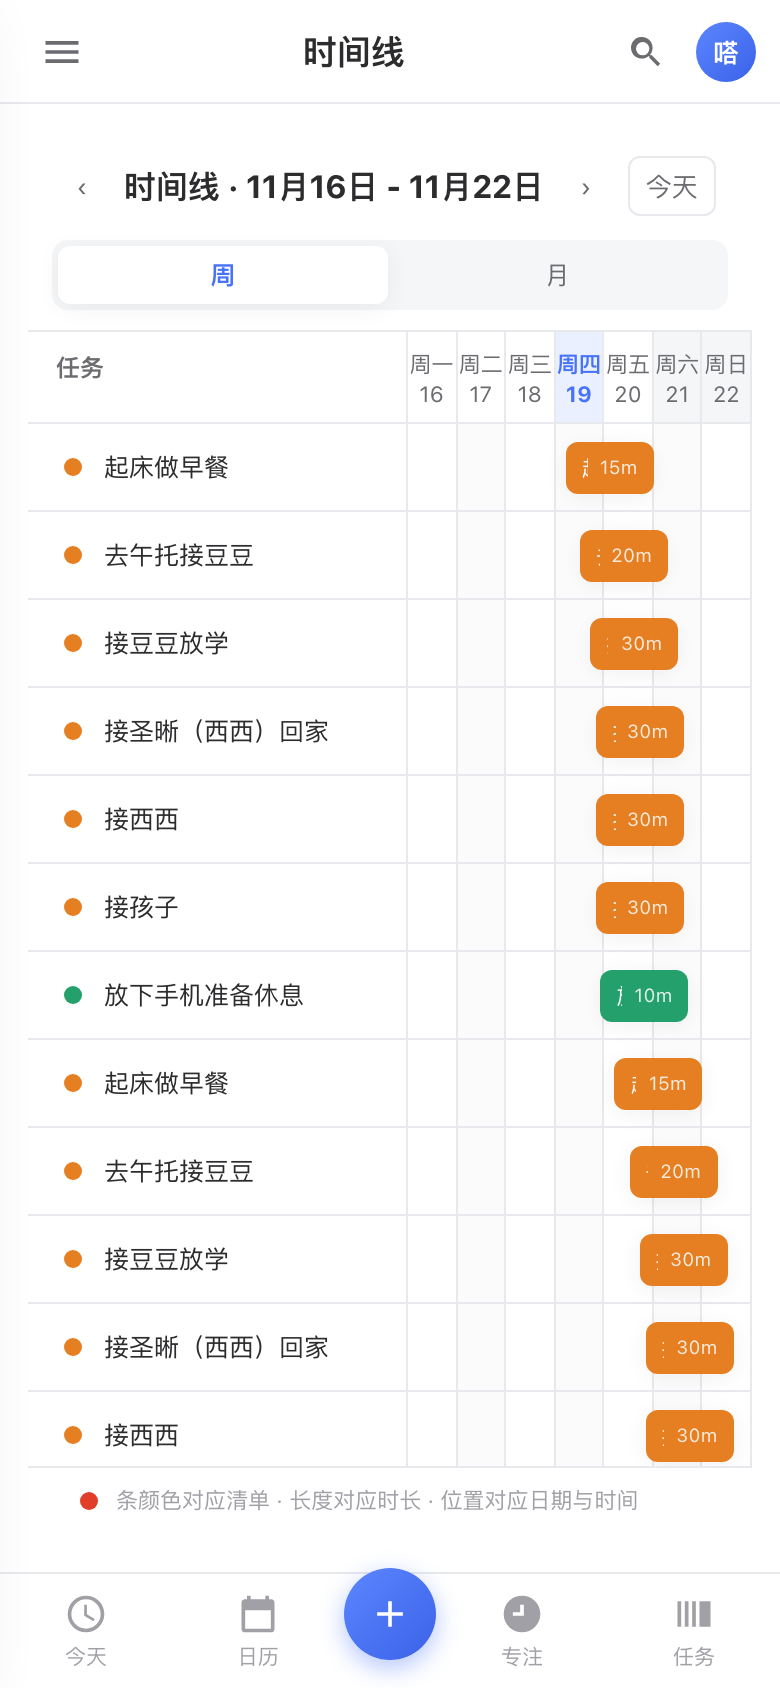 时间线
嗒
‹ 时间线 · 11月16日 - 11月22日 › 今天
周 月
任务 周一 16 周二 17 周三 18 周四 19 周五 20 周六 21 周日 22
起床做早餐 15m
去午托接豆豆 20m
接豆豆放学 30m
接圣晰（西西）回家 30m
接西西 30m
接孩子 30m
放下手机准备休息 10m
起床做早餐 15m
去午托接豆豆 20m
接豆豆放学 30m
接圣晰（西西）回家 30m
接西西 30m
条颜色对应清单 · 长度对应时长 · 位置对应日期与时间
今天 日历 专注 任务